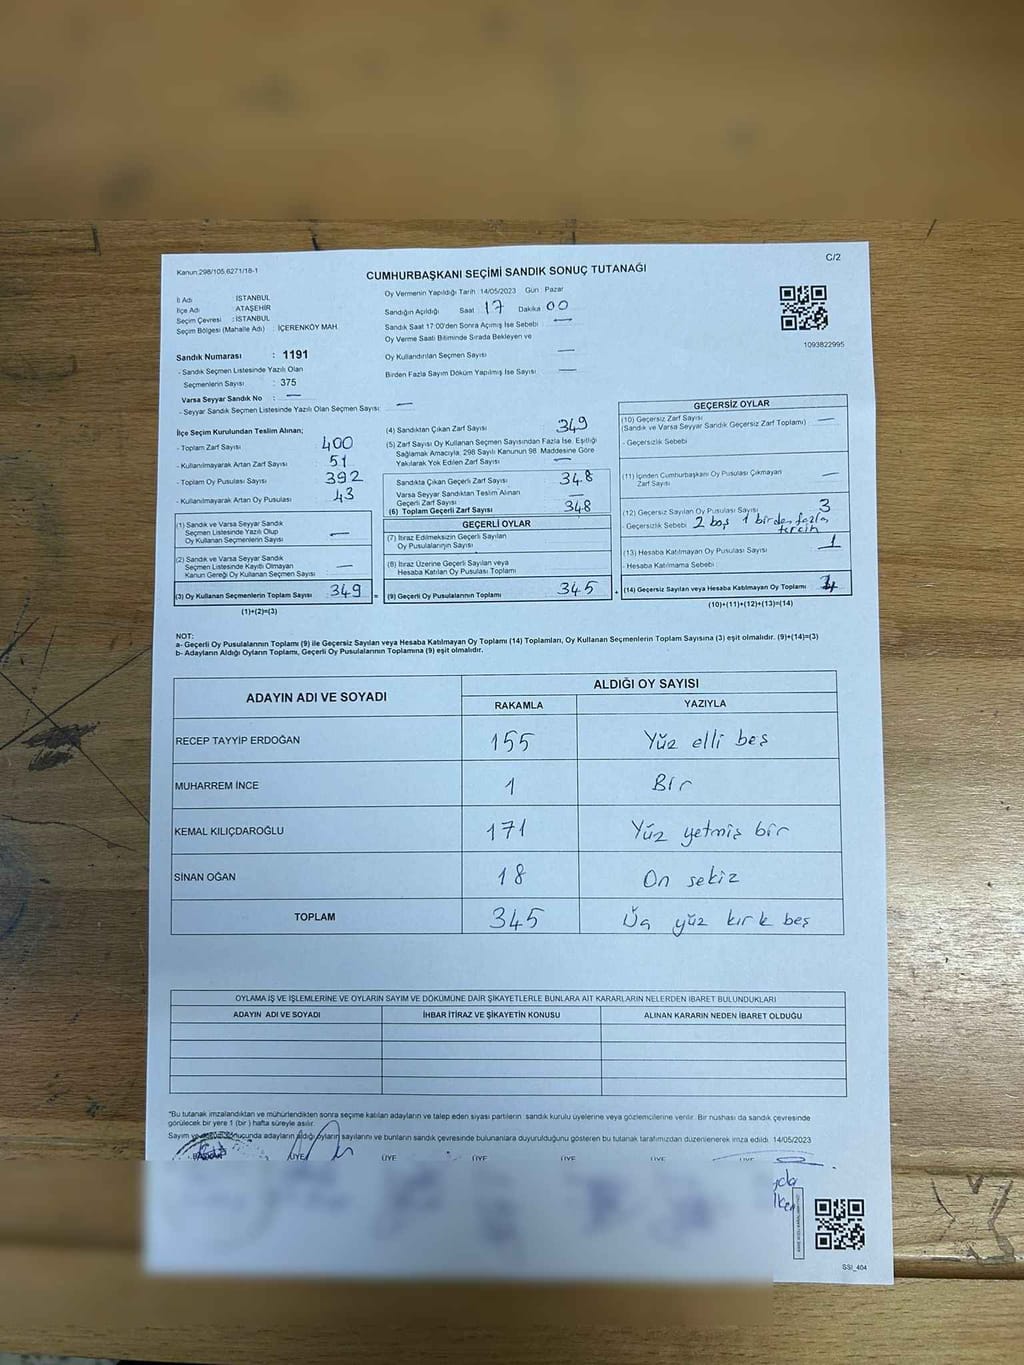 Kanun,298/105,6271/18-1
C/2
CUMHURBAŞKANI SEÇİMİ SANDIK SONUÇ TUTANAĞI
İl Adı : İSTANBUL
İlçe Adı : ATAŞEHİR
Seçim Çevresi : İSTANBUL
Seçim Bölgesi (Mahalle Adı) : İÇERENKÖY MAH.
Sandık Numarası : 1191
- Sandık Seçmen Listesinde Yazılı Olan
Seçmenlerin Sayısı : 375
Varsa Seyyar Sandık No : —
- Seyyar Sandık Seçmen Listesinde Yazılı Olan Seçmen Sayısı: —
Oy Vermenin Yapıldığı Tarih :14/05/2023 Gün : Pazar
Sandığın Açıldığı Saat 17 Dakika 00
Sandık Saat 17:00'den Sonra Açımış İse Sebebi —
Oy Verme Saati Bitiminde Sırada Bekleyen ve
Oy Kullandırılan Seçmen Sayısı —
Birden Fazla Sayım Döküm Yapılmış İse Sayısı —
1093822995
İlçe Seçim Kurulundan Teslim Alınan;
- Toplam Zarf Sayısı 400
- Kullanılmayarak Artan Zarf Sayısı 51
- Toplam Oy Pusulası Sayısı 392
- Kullanılmayarak Artan Oy Pusulası 43
(1) Sandık ve Varsa Seyyar Sandık
Seçmen Listesinde Yazılı Olup
Oy Kullanan Seçmenlerin Sayısı —
(2) Sandık ve Varsa Seyyar Sandık
Seçmen Listesinde Kayıtlı Olmayan
Kanun Gereği Oy Kullanan Seçmen Sayısı —
(3) Oy Kullanan Seçmenlerin Toplam Sayısı 349 =
(1)+(2)=(3)
(4) Sandıktan Çıkan Zarf Sayısı 349
(5) Zarf Sayısı Oy Kullanan Seçmen Sayısından Fazla İse, Eşitliği
Sağlamak Amacıyla, 298 Sayılı Kanunun 98. Maddesine Göre
Yakılarak Yok Edilen Zarf Sayısı —
Sandıkta Çıkan Geçerli Zarf Sayısı 348
Varsa Seyyar Sandıktan Teslim Alınan
Geçerli Zarf Sayısı —
(6) Toplam Geçerli Zarf Sayısı 348
GEÇERLİ OYLAR
(7) İtiraz Edilmeksizin Geçerli Sayılan
Oy Pusulalarının Sayısı
(8) İtiraz Üzerine Geçerli Sayılan veya
Hesaba Katılan Oy Pusulası Toplamı
(9) Geçerli Oy Pusulalarının Toplamı 345 +
GEÇERSİZ OYLAR
(10) Geçersiz Zarf Sayısı —
(Sandık ve Varsa Seyyar Sandık Geçersiz Zarf Toplamı)
- Geçersizlik Sebebi
(11) İçinden Cumhurbaşkanı Oy Pusulası Çıkmayan —
Zarf Sayısı
(12) Geçersiz Sayılan Oy Pusulası Sayısı 3
- Geçersizlik Sebebi 2 boş 1 birden fazla
tercih
(13) Hesaba Katılmayan Oy Pusulası Sayısı 1
- Hesaba Katılmama Sebebi
(14) Geçersiz Sayılan veya Hesaba Katılmayan Oy Toplamı 4
(10)+(11)+(12)+(13)=(14)
NOT:
a- Geçerli Oy Pusulalarının Toplamı (9) ile Geçersiz Sayılan veya Hesaba Katılmayan Oy Toplamı (14) Toplamları, Oy Kullanan Seçmenlerin Toplam Sayısına (3) eşit olmalıdır. (9)+(14)=(3)
b- Adayların Aldığı Oyların Toplamı, Geçerli Oy Pusulalarının Toplamına (9) eşit olmalıdır.
ADAYIN ADI VE SOYADI
ALDIĞI OY SAYISI
RAKAMLA YAZIYLA
RECEP TAYYİP ERDOĞAN 155 Yüz elli beş
MUHARREM İNCE 1 Bir
KEMAL KILIÇDAROĞLU 171 Yüz yetmiş bir
SİNAN OĞAN 18 On sekiz
TOPLAM 345 Üç yüz kırk beş
OYLAMA İŞ VE İŞLEMLERİNE VE OYLARIN SAYIM VE DÖKÜMÜNE DAİR ŞİKAYETLERLE BUNLARA AİT KARARLARIN NELERDEN İBARET BULUNDUKLARI
ADAYIN ADI VE SOYADI İHBAR İTİRAZ VE ŞİKAYETİN KONUSU ALINAN KARARIN NEDEN İBARET OLDUĞU
"Bu tutanak imzalandıktan ve mühürlendikten sonra seçime katılan adayların ve talep eden siyasi partilerin sandık kurulu üyelerine veya gözlemcilerine verilir. Bir nüshası da sandık çevresinde
görülecek bir yere 1 (bir) hafta süreyle asılır.
Sayım ve sonucunda adayların aldığı oyların sayılarını ve bunların sandık çevresinde bulunanlara duyurulduğunu gösteren bu tutanak tarafımızdan düzenlenerek imza edildi. 14/05/2023
BAŞKAN ÜYE ÜYE ÜYE ÜYE ÜYE ÜYE
SSI_404